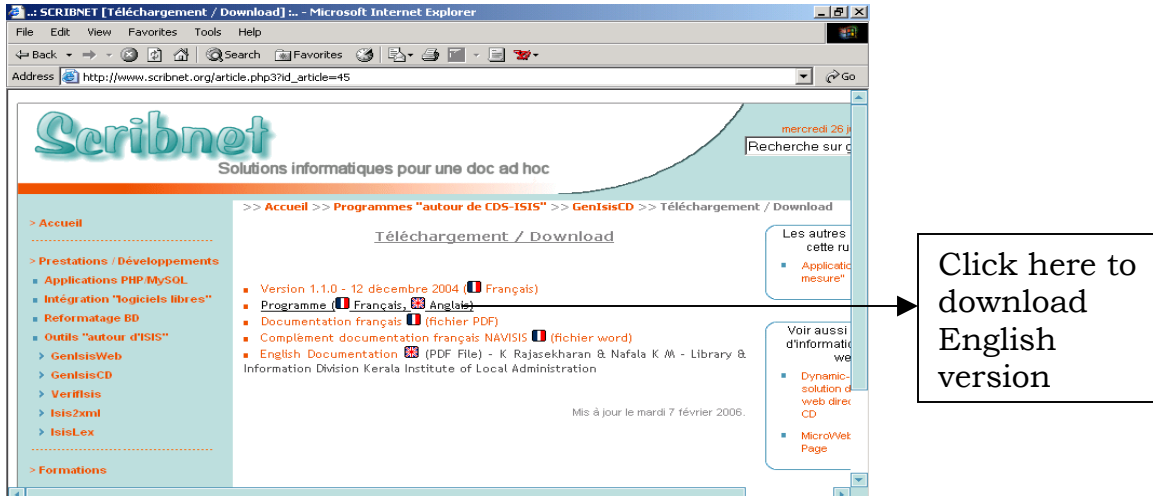 ..: SCRIBNET [Téléchargement / Download] :.. - Microsoft Internet Explorer
File Edit View Favorites Tools Help
Back Search Favorites
Address http://www.scribnet.org/article.php3?id_article=45 Go
Scribnet
Solutions informatiques pour une doc ad hoc
mercredi 26
Recherche sur
>> Accueil >> Programmes "autour de CDS-ISIS" >> GenIsisCD >> Téléchargement / Download
> Accueil
> Prestations / Développements
Applications PHP/MySQL
Intégration "logiciels libres"
Reformatage BD
Outils "autour d'ISIS"
> GenIsisWeb
> GenIsisCD
> VerifIsis
> Isis2xml
> IsisLex
> Formations
Téléchargement / Download
Version 1.1.0 - 12 décembre 2004 (Français)
Programme (Français, Anglais)
Documentation français (fichier PDF)
Complément documentation français NAVISIS (fichier word)
English Documentation (PDF File) - K Rajasekharan & Nafala K M - Library &
Information Division Kerala Institute of Local Administration
Mis à jour le mardi 7 février 2006.
Les autres
cette ru
Applicatio
mesure"
Voir aussi
d'informatio
we
Dynamic-
solution d
web direc
CD
MicroWeb
Page
Click here to
download
English
version